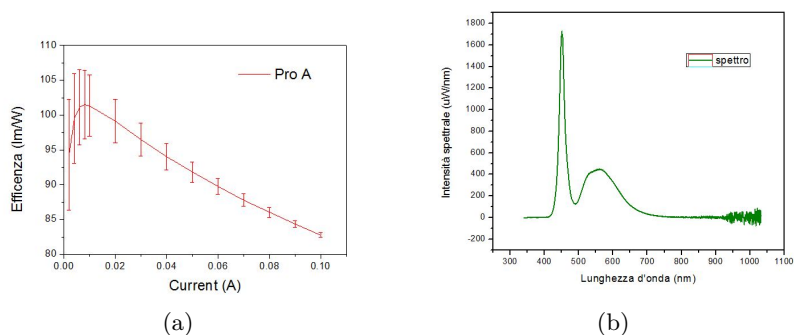 110
105
100
95
90
85
80
Efficenza (lm/W)
Pro A
0.00 0.02 0.04 0.06 0.08 0.10
Current (A)
(a)
1800
1600
1400
1200
1000
800
600
400
200
0
-200
Intensità spettrale (uW/nm)
spettro
300 400 500 600 700 800 900 1000 1100
Lunghezza d'onda (nm)
(b)